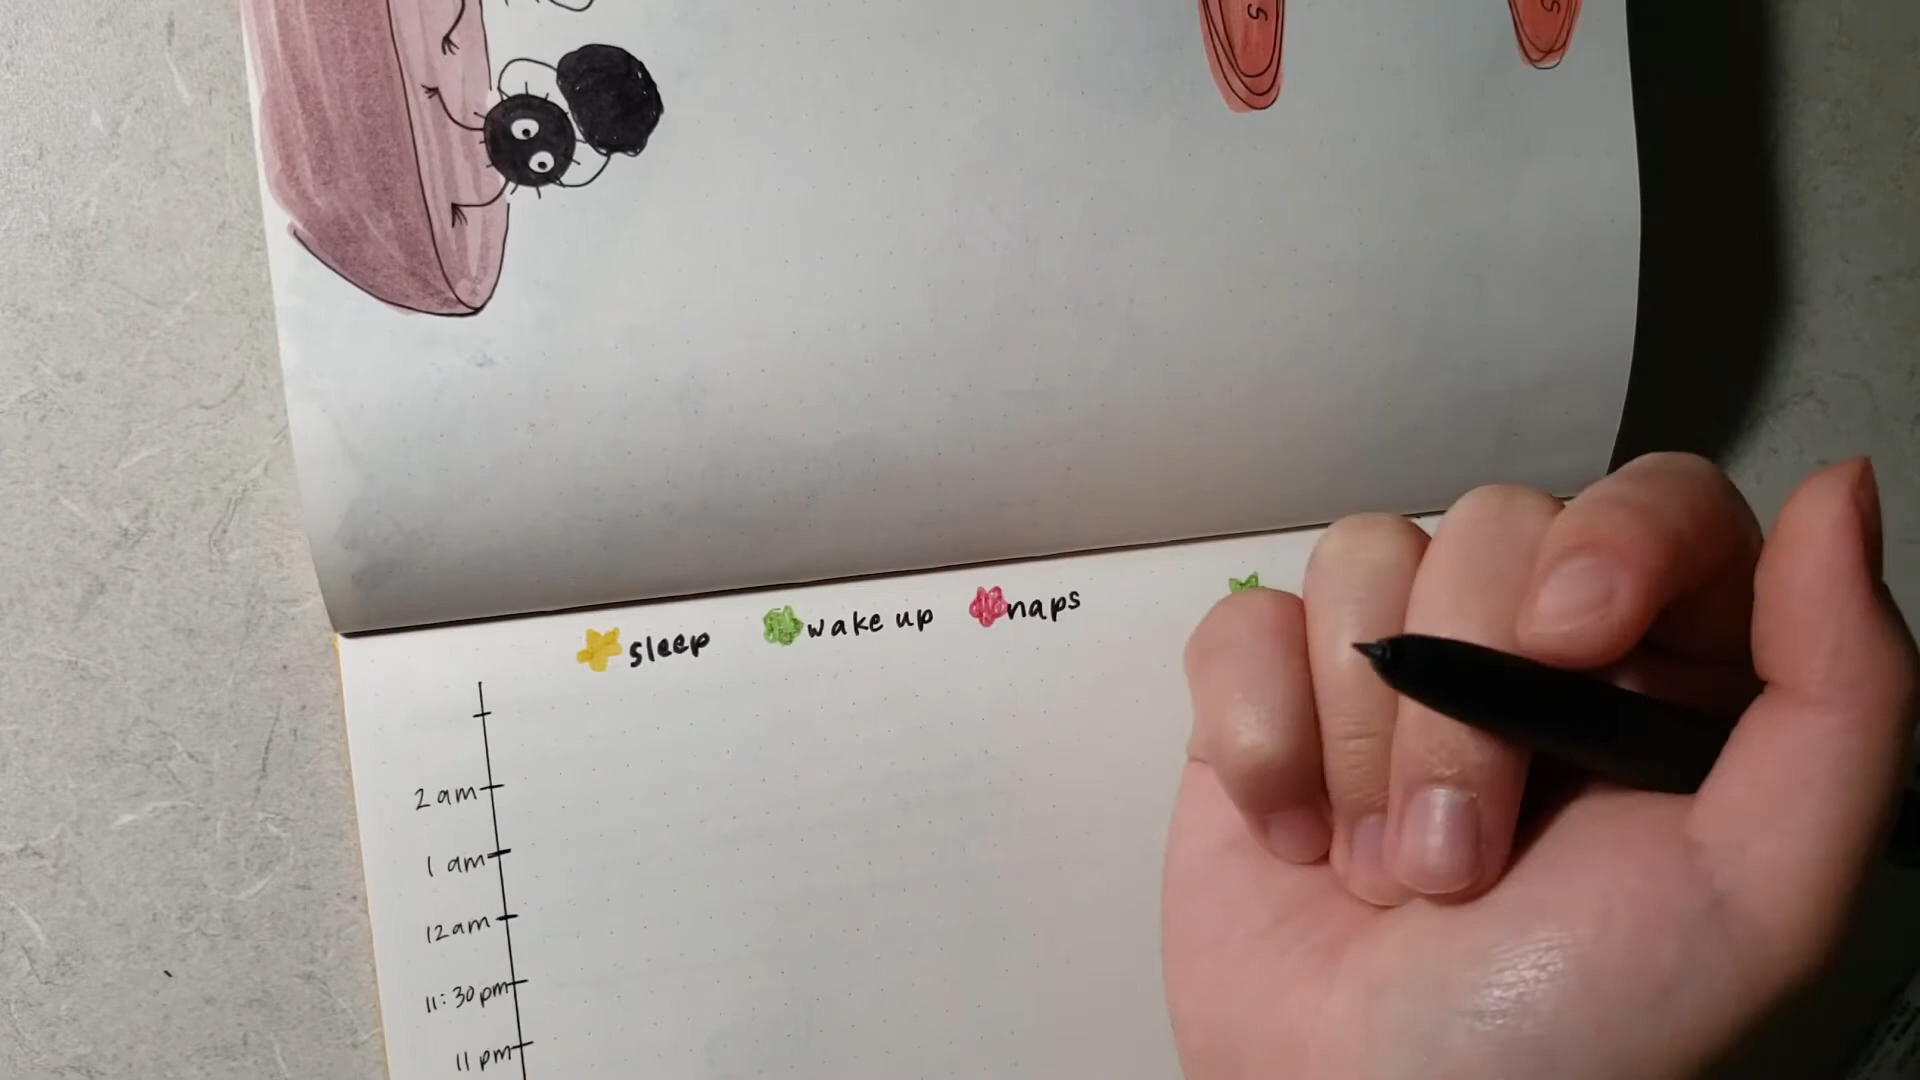 sleep wake up naps
2 am
1 am
12 am
11:30 pm
11 pm